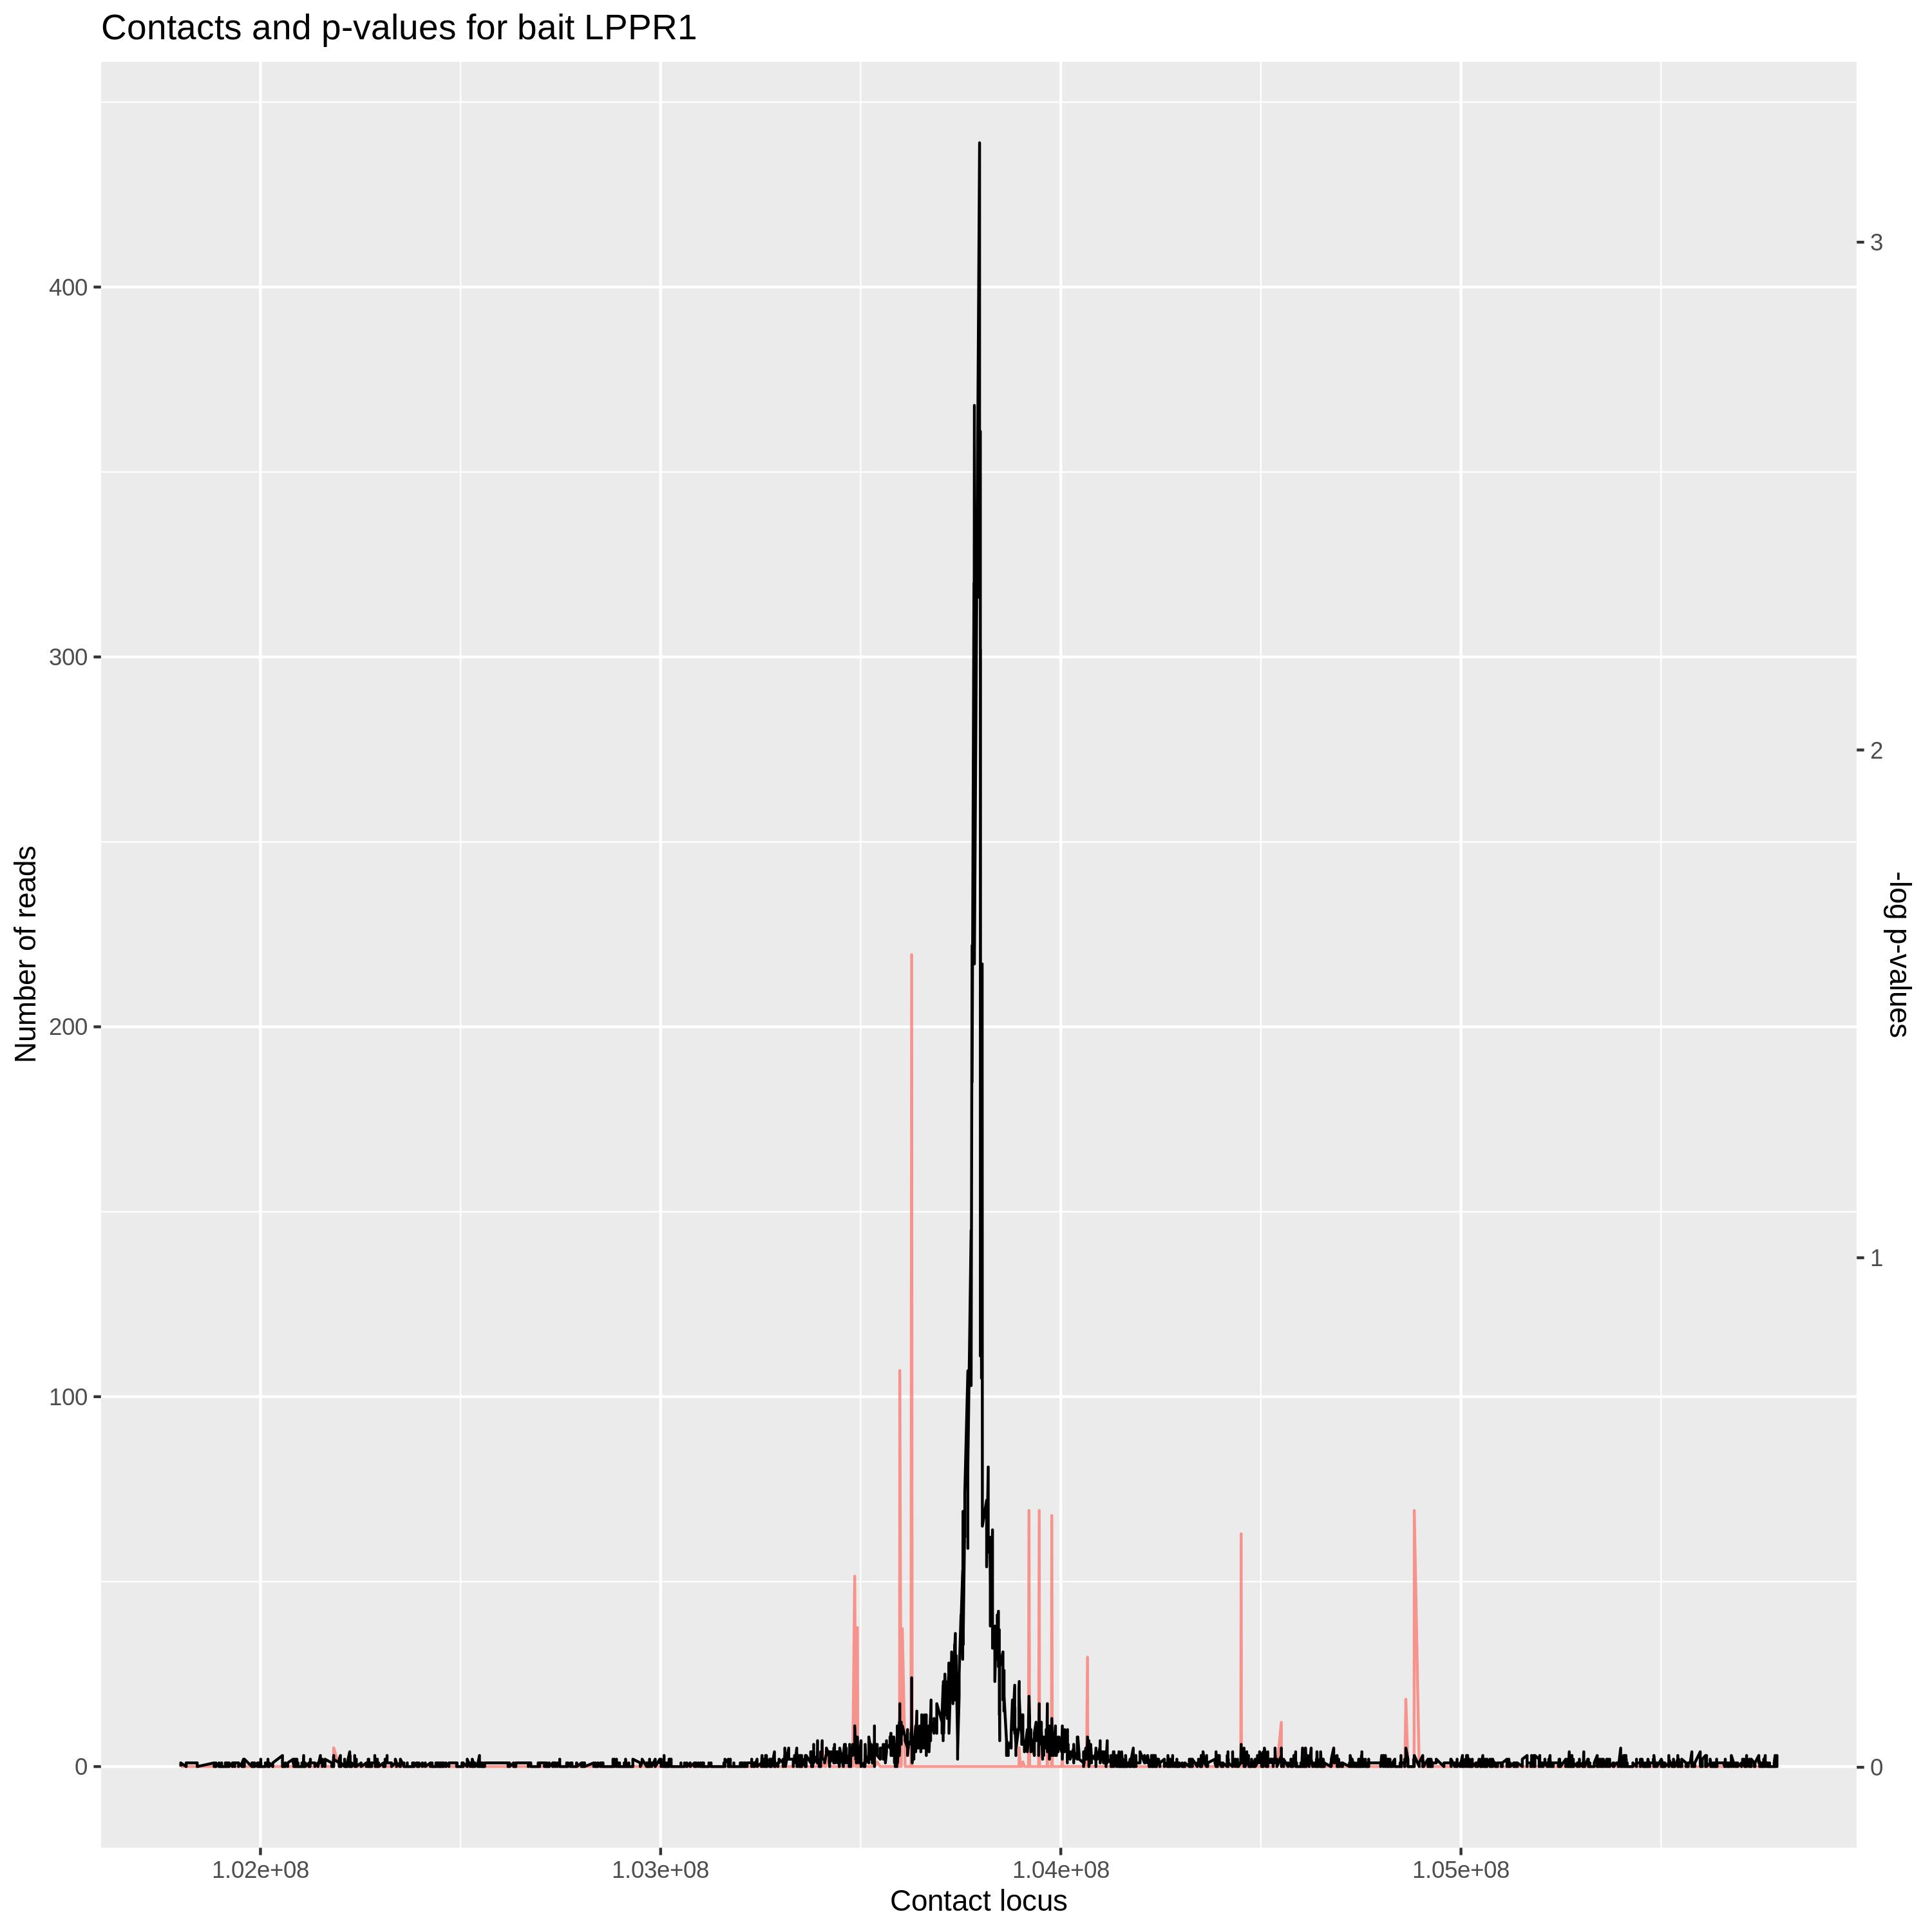 Contacts and p-values for bait LPPR1
400
300
200
100
0
Number of reads
3
2
1
0
-log p-values
1.02e+08
1.03e+08
1.04e+08
1.05e+08
Contact locus